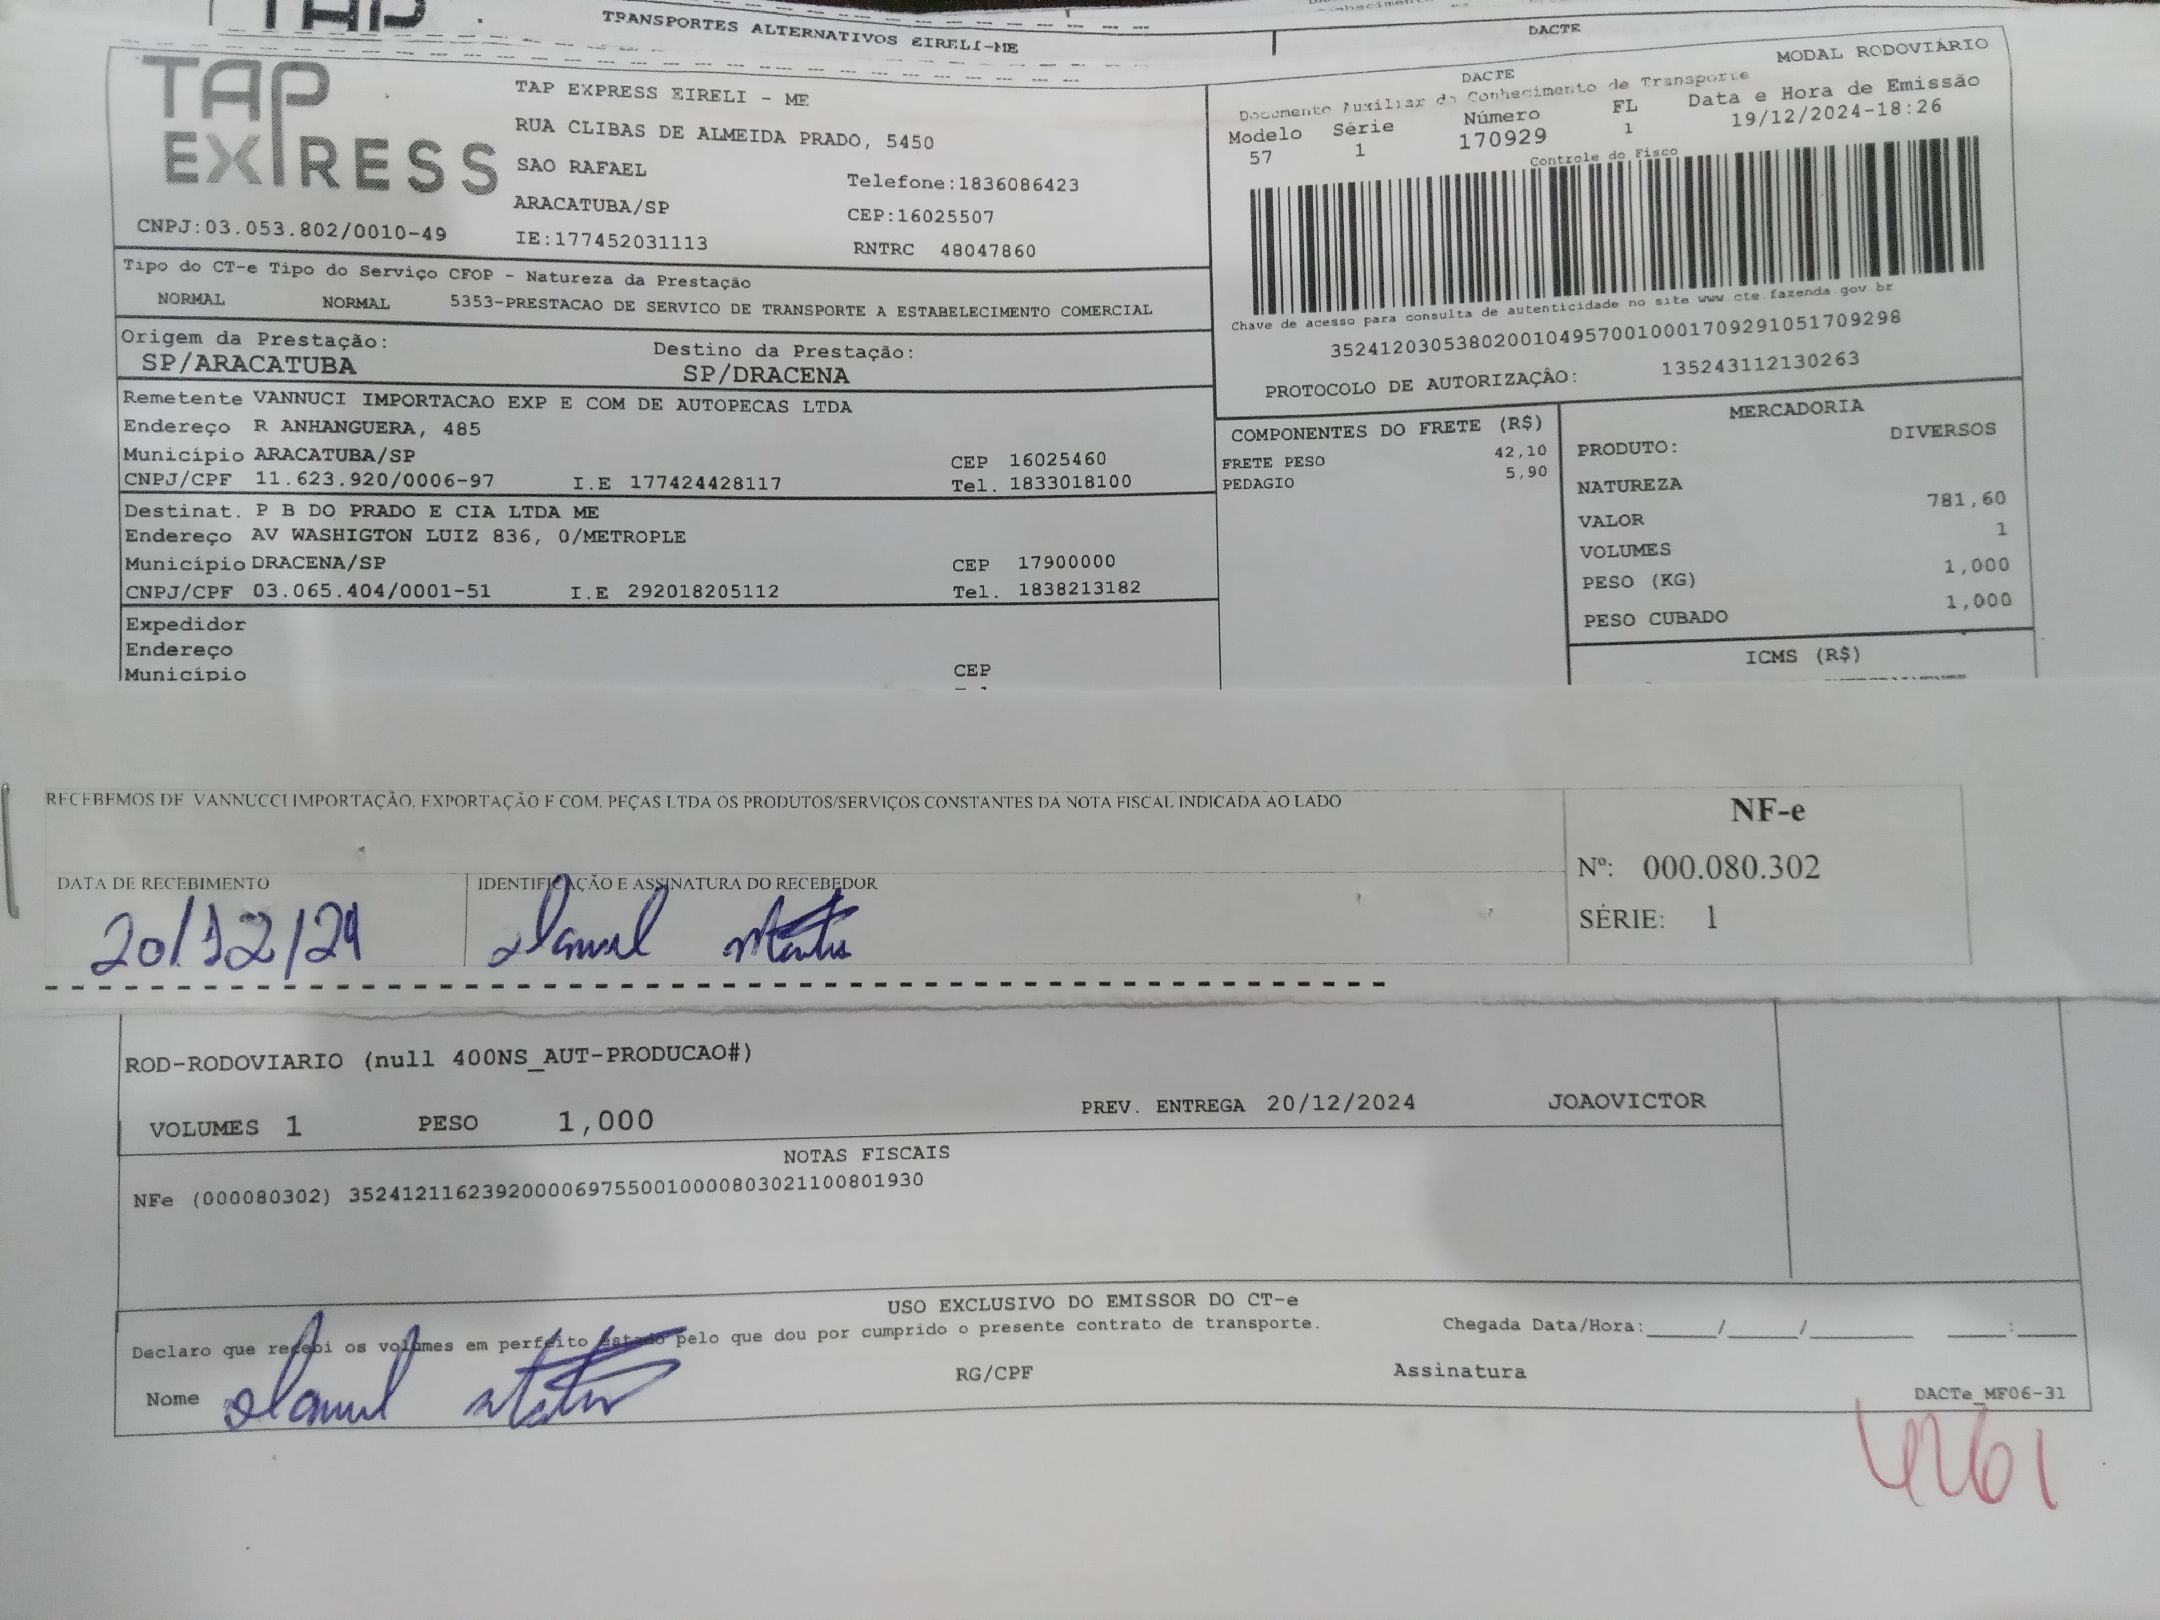 TRANSPORTES ALTERNATIVOS EIRELI-ME
DACTE
TAP EXPRESS
CNPJ:03.053.802/0010-49
TAP EXPRESS EIRELI - ME
RUA CLIBAS DE ALMEIDA PRADO, 5450
SAO RAFAEL
Telefone:1836086423
ARACATUBA/SP
CEP:16025507
IE:177452031113
RNTRC 48047860
MODAL RODOVIÁRIO
DACTE
Documento Auxiliar do Conhecimento de Transporte
Modelo Série Número FL Data e Hora de Emissão
57 1 170929 1 19/12/2024-18:26
Controle do Fisco
Chave de acesso para consulta de autenticidade no site www.cte.fazenda.gov.br
35241203053802001049570010001709291051709298
PROTOCOLO DE AUTORIZAÇÃO: 135243112130263
Tipo do CT-e Tipo do Serviço CFOP - Natureza da Prestação
NORMAL NORMAL 5353-PRESTACAO DE SERVICO DE TRANSPORTE A ESTABELECIMENTO COMERCIAL
Origem da Prestação: Destino da Prestação:
SP/ARACATUBA SP/DRACENA
Remetente VANNUCI IMPORTACAO EXP E COM DE AUTOPECAS LTDA
Endereço R ANHANGUERA, 485
Município ARACATUBA/SP CEP 16025460
CNPJ/CPF 11.623.920/0006-97 I.E 177424428117 Tel. 1833018100
Destinat. P B DO PRADO E CIA LTDA ME
Endereço AV WASHIGTON LUIZ 836, 0/METROPLE
Município DRACENA/SP CEP 17900000
CNPJ/CPF 03.065.404/0001-51 I.E 292018205112 Tel. 1838213182
Expedidor
Endereço
Município CEP
COMPONENTES DO FRETE (R$)
FRETE PESO 42,10
PEDAGIO 5,90
MERCADORIA
PRODUTO: DIVERSOS
NATUREZA
VALOR 781,60
VOLUMES 1
PESO (KG) 1,000
PESO CUBADO 1,000
ICMS (R$)
RECEBEMOS DE VANNUCCI IMPORTAÇÃO, EXPORTAÇÃO E COM. PEÇAS LTDA OS PRODUTOS/SERVIÇOS CONSTANTES DA NOTA FISCAL INDICADA AO LADO
NF-e
Nº: 000.080.302
SÉRIE: 1
DATA DE RECEBIMENTO IDENTIFICAÇÃO E ASSINATURA DO RECEBEDOR
20/12/24
ROD-RODOVIARIO (null 400NS_AUT-PRODUCAO#)
VOLUMES 1 PESO 1,000 PREV. ENTREGA 20/12/2024 JOAOVICTOR
NOTAS FISCAIS
NFe (000080302) 35241211623920000697550010000803021100801930
USO EXCLUSIVO DO EMISSOR DO CT-e
Declaro que recebi os volumes em perfeito estado pelo que dou por cumprido o presente contrato de transporte. Chegada Data/Hora:_____/_____/_______ ____:____
Nome RG/CPF Assinatura
DACTe_MF06-31